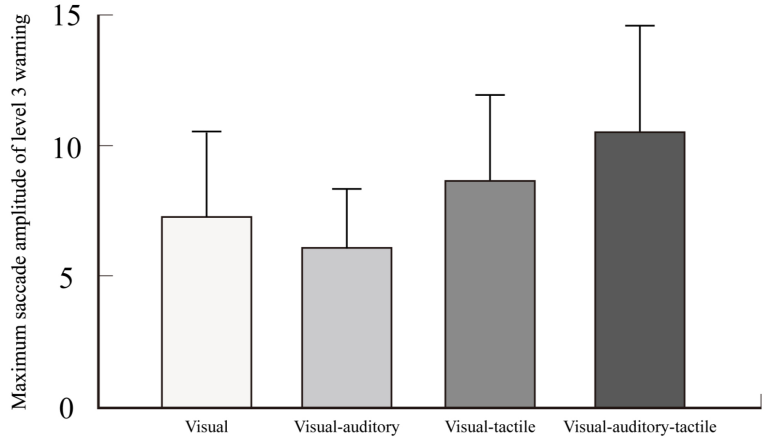 Maximum saccade amplitude of level 3 warning
15
10
5
0
Visual
Visual-auditory
Visual-tactile
Visual-auditory-tactile